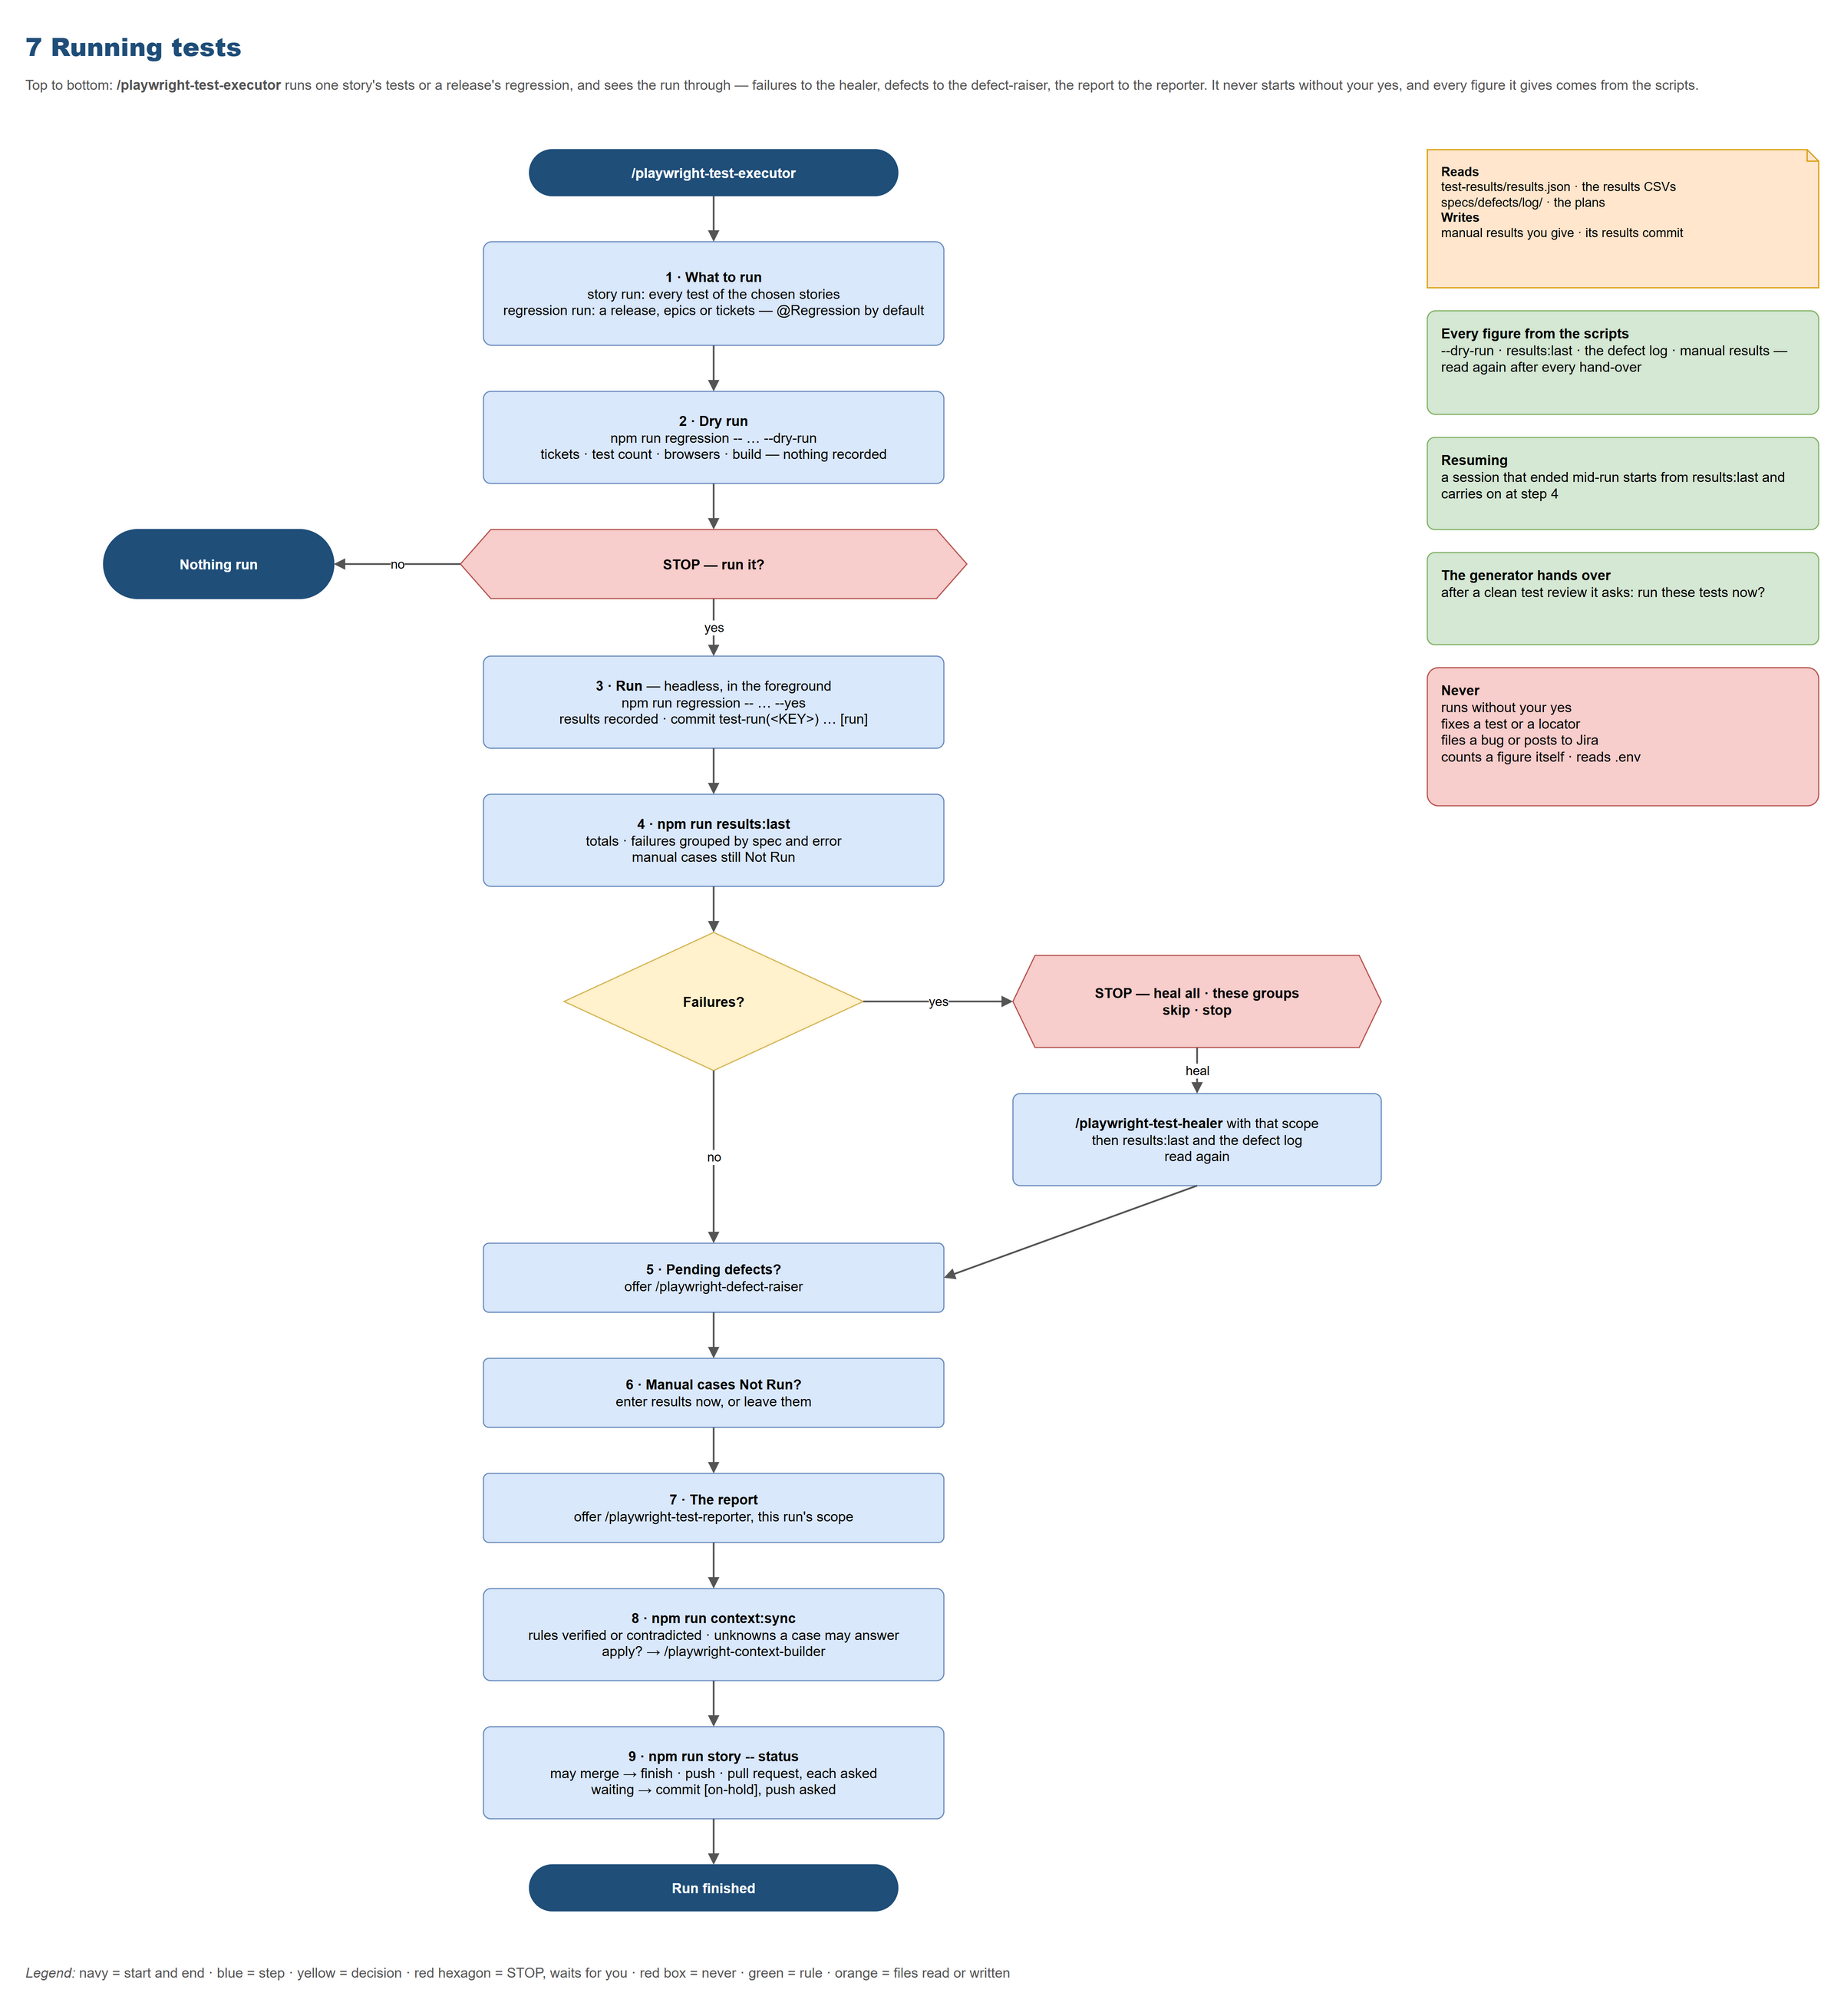 7 Running tests
Top to bottom: /playwright-test-executor runs one story's tests or a release's regression, and sees the run through — failures to the healer, defects to the defect-raiser, the report to the reporter. It never starts without your yes, and every figure it gives comes from the scripts.
/playwright-test-executor
1 · What to run
story run: every test of the chosen stories
regression run: a release, epics or tickets — @Regression by default
2 · Dry run
npm run regression -- … --dry-run
tickets · test count · browsers · build — nothing recorded
STOP — run it?
no
Nothing run
yes
3 · Run — headless, in the foreground
npm run regression -- … --yes
results recorded · commit test-run(<KEY>) … [run]
4 · npm run results:last
totals · failures grouped by spec and error
manual cases still Not Run
Failures?
yes
STOP — heal all · these groups
skip · stop
heal
/playwright-test-healer with that scope
then results:last and the defect log
read again
no
5 · Pending defects?
offer /playwright-defect-raiser
6 · Manual cases Not Run?
enter results now, or leave them
7 · The report
offer /playwright-test-reporter, this run's scope
8 · npm run context:sync
rules verified or contradicted · unknowns a case may answer
apply? → /playwright-context-builder
9 · npm run story -- status
may merge → finish · push · pull request, each asked
waiting → commit [on-hold], push asked
Run finished
Reads
test-results/results.json · the results CSVs
specs/defects/log/ · the plans
Writes
manual results you give · its results commit
Every figure from the scripts
--dry-run · results:last · the defect log · manual results —
read again after every hand-over
Resuming
a session that ended mid-run starts from results:last and
carries on at step 4
The generator hands over
after a clean test review it asks: run these tests now?
Never
runs without your yes
fixes a test or a locator
files a bug or posts to Jira
counts a figure itself · reads .env
Legend: navy = start and end · blue = step · yellow = decision · red hexagon = STOP, waits for you · red box = never · green = rule · orange = files read or written